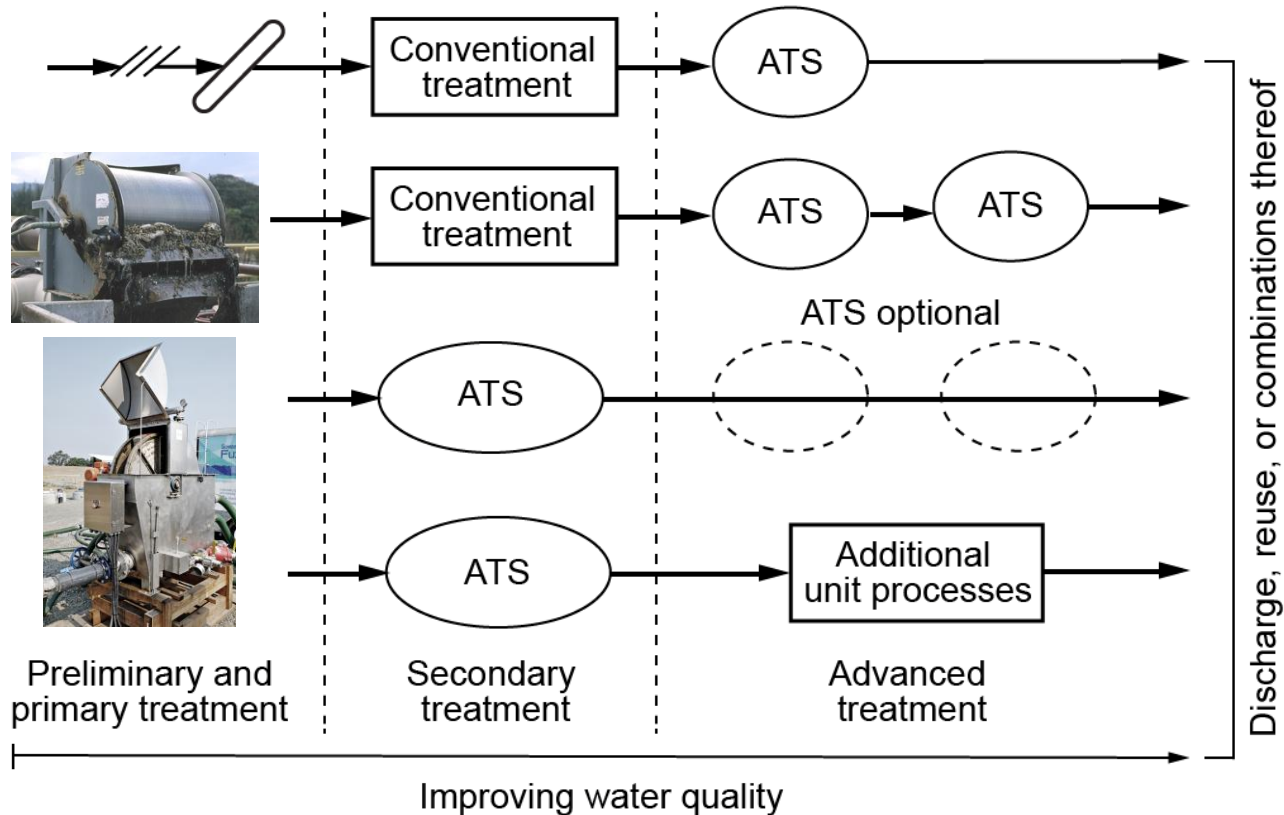 Conventional
treatment
ATS
Conventional
treatment
ATS
ATS
ATS optional
ATS
ATS
Additional
unit processes
Preliminary and
primary treatment
Secondary
treatment
Advanced
treatment
Improving water quality
Discharge, reuse, or combinations thereof